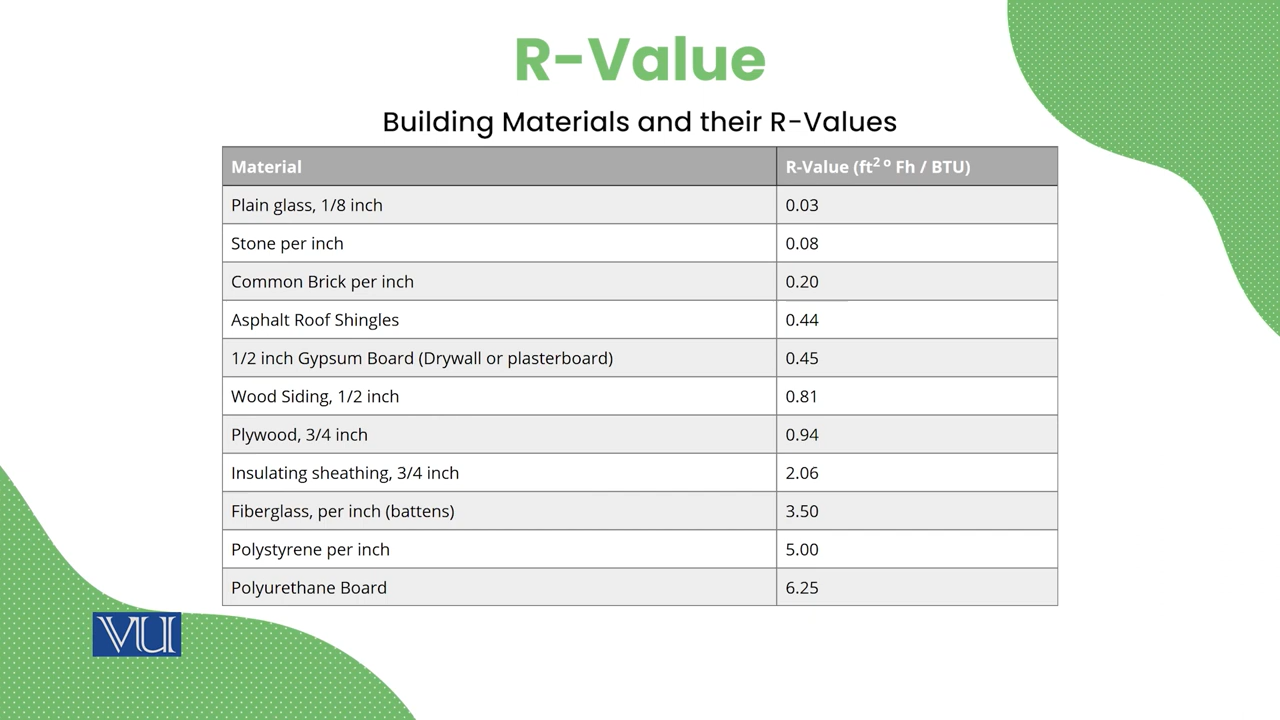 R-Value
Building Materials and their R-Values
Material R-Value (ft² ° Fh / BTU)
Plain glass, 1/8 inch 0.03
Stone per inch 0.08
Common Brick per inch 0.20
Asphalt Roof Shingles 0.44
1/2 inch Gypsum Board (Drywall or plasterboard) 0.45
Wood Siding, 1/2 inch 0.81
Plywood, 3/4 inch 0.94
Insulating sheathing, 3/4 inch 2.06
Fiberglass, per inch (battens) 3.50
Polystyrene per inch 5.00
Polyurethane Board 6.25
VU